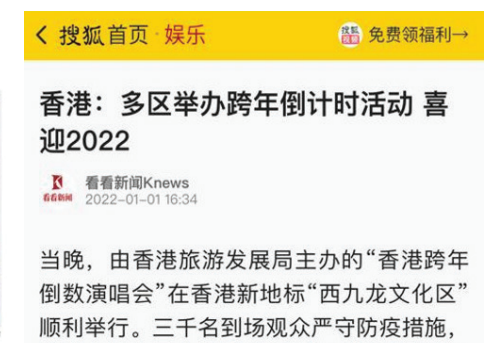 搜狐首页·娱乐
搜狐视频 免费领福利→
香港：多区举办跨年倒计时活动 喜
迎2022
看看新闻Knews
看看新闻 2022-01-01 16:34
当晚，由香港旅游发展局主办的“香港跨年
倒数演唱会”在香港新地标“西九龙文化区”
顺利举行。三千名到场观众严守防疫措施，